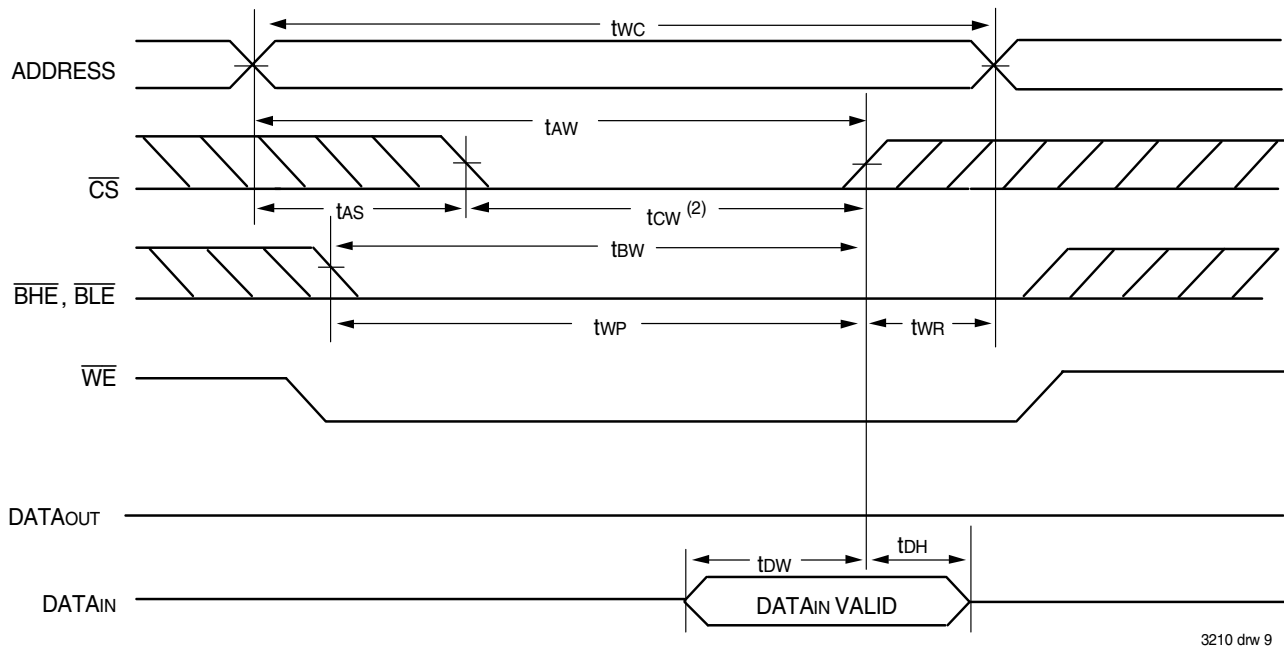 tWC
ADDRESS
tAW
CS
tAS
tCW (2)
tBW
BHE, BLE
tWP
tWR
WE
DATAOUT
tDW
tDH
DATAIN
DATAIN VALID
3210 drw 9